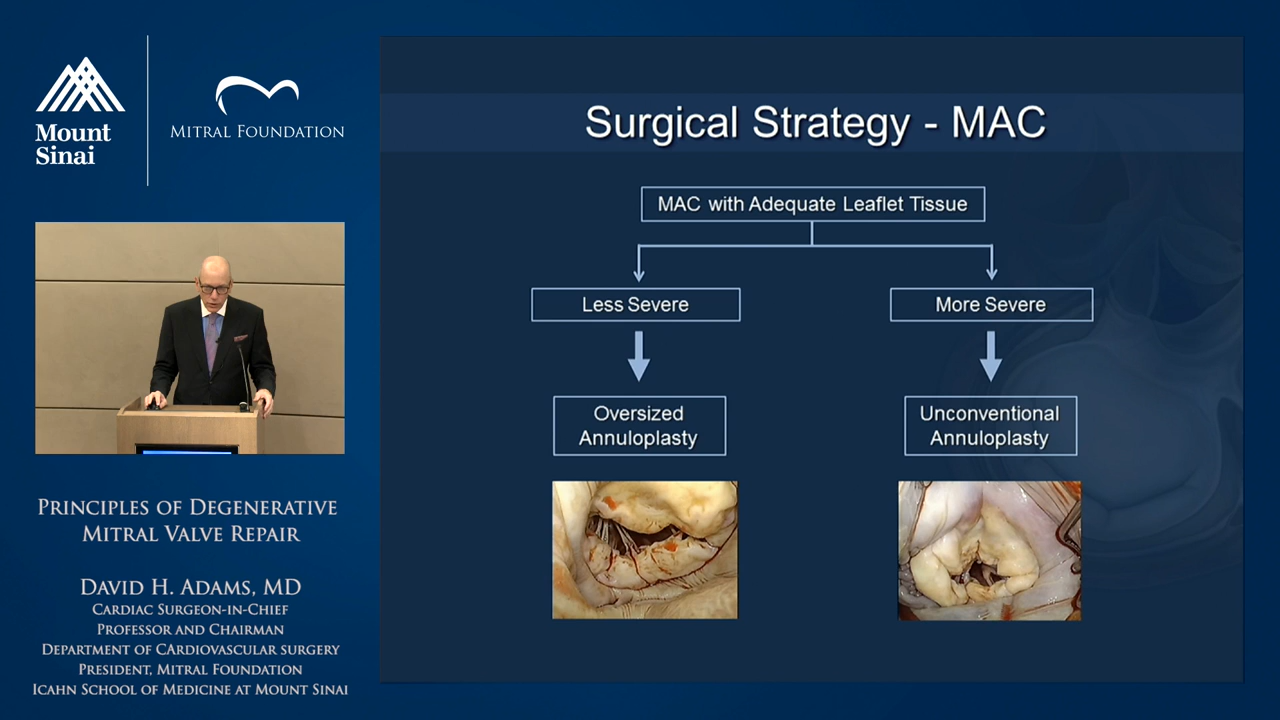 Mount
Sinai
MITRAL FOUNDATION
Surgical Strategy - MAC
MAC with Adequate Leaflet Tissue
Less Severe
More Severe
Oversized
Annuloplasty
Unconventional
Annuloplasty
PRINCIPLES OF DEGENERATIVE
MITRAL VALVE REPAIR
DAVID H. ADAMS, MD
CARDIAC SURGEON-IN-CHIEF
PROFESSOR AND CHAIRMAN
DEPARTMENT OF CARDIOVASCULAR SURGERY
PRESIDENT, MITRAL FOUNDATION
ICAHN SCHOOL OF MEDICINE AT MOUNT SINAI